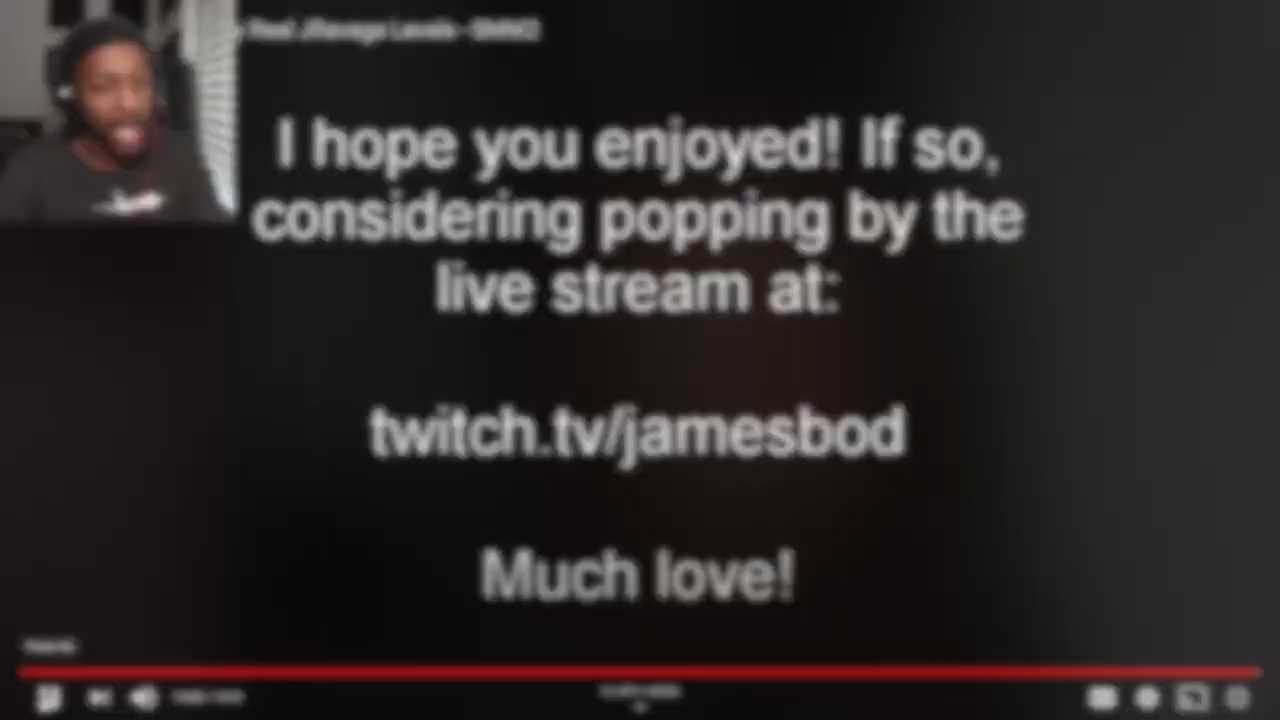 I hope you enjoyed! If so,
considering popping by the
live stream at:
twitch.tv/jamesbod
Much love!